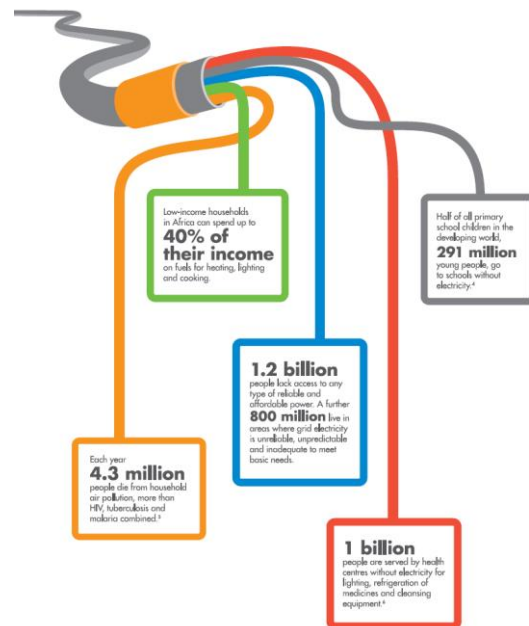 Low-income households
in Africa can spend up to
40% of
their income
on fuels for heating, lighting
and cooking.
Half of all primary
school children in the
developing world,
291 million
young people, go
to schools without
electricity.⁴
1.2 billion
people lack access to any
type of reliable and
affordable power. A further
800 million live in
areas where grid electricity
is unreliable, unpredictable
and inadequate to meet
basic needs.
Each year
4.3 million
people die from household
air pollution, more than
HIV, tuberculosis and
malaria combined.⁵
1 billion
people are served by health
centres without electricity for
lighting, refrigeration of
medicines and cleansing
equipment.⁶